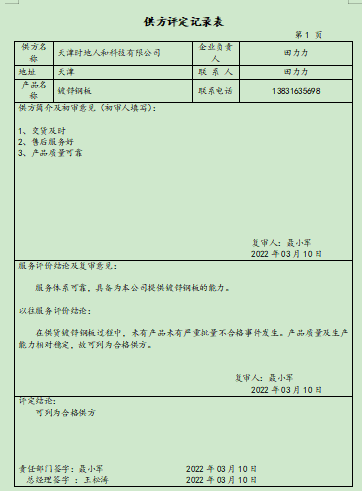 供方评定记录表
第 1 页
供方名称 天津时地人和科技有限公司 企业负责人 田力力
地址 天津 联 系 人 田力力
产品名称 镀锌钢板 联系电话 13831635698
供方简介及初审意见（初审人填写）：
1、交货及时
2、售后服务好
3、产品质量可靠
复审人：聂小军
2022 年 03 月 10 日
服务评价结论及复审意见：
服务体系可靠，具备为本公司提供镀锌钢板的能力。
以往服务评价结论：
在供货镀锌钢板过程中，未有产品未有严重批量不合格事件发生。产品质量及生产
能力相对稳定，故可列为合格供方。
复审人：聂小军
2022 年 03 月 10 日
评定结论：
可列为合格供方
责任部门签字：聂小军 2022 年 03 月 10 日
总经理签字 ：王松涛 2022 年 03 月 10 日